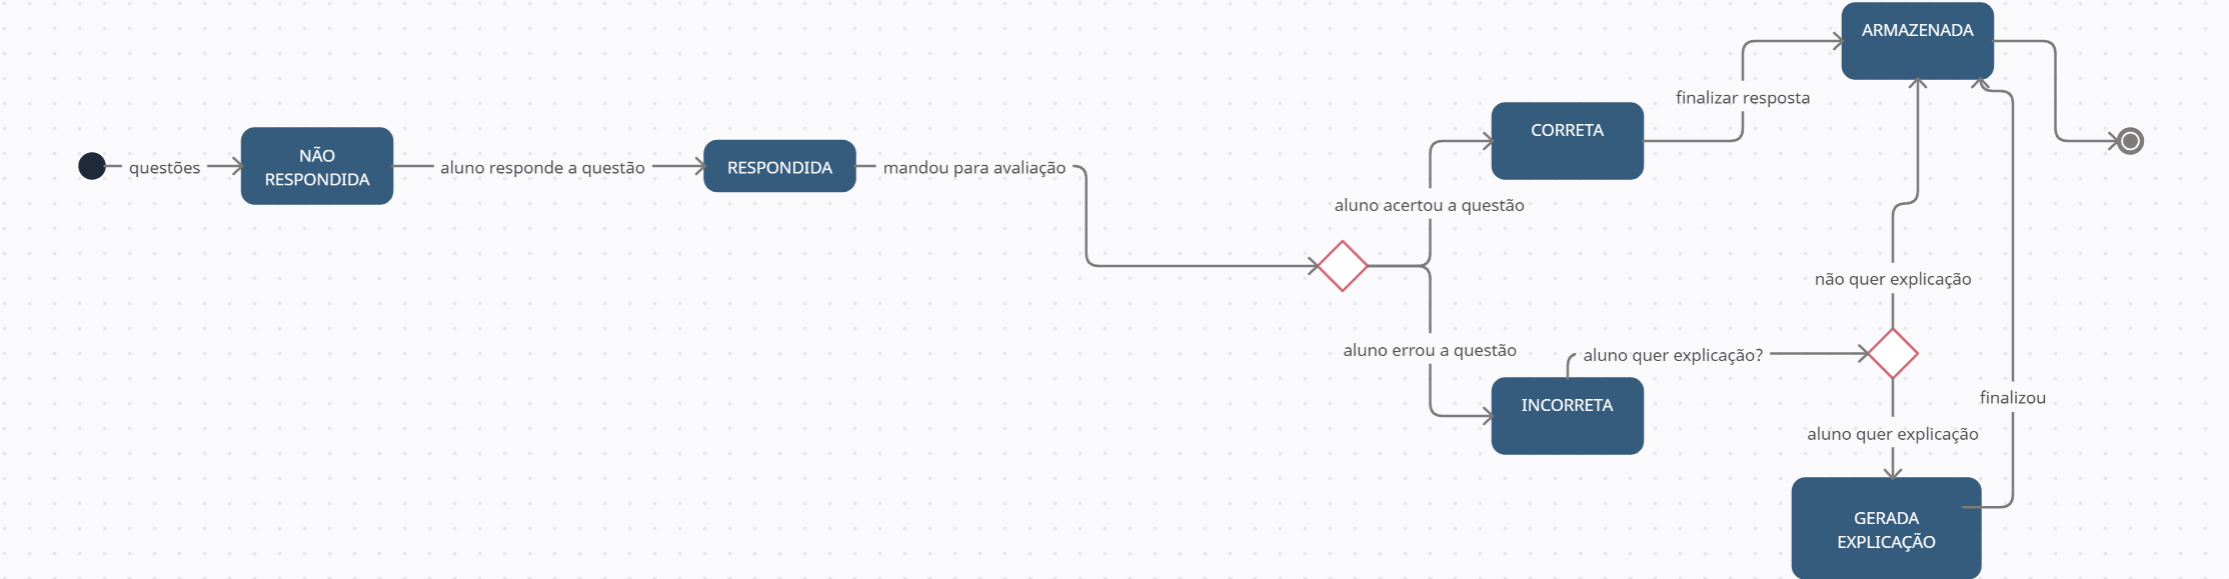 questões
NÃO
RESPONDIDA
aluno responde a questão
RESPONDIDA
mandou para avaliação
aluno acertou a questão
CORRETA
finalizar resposta
ARMAZENADA
aluno errou a questão
INCORRETA
aluno quer explicação?
não quer explicação
aluno quer explicação
GERADA
EXPLICAÇÃO
finalizou